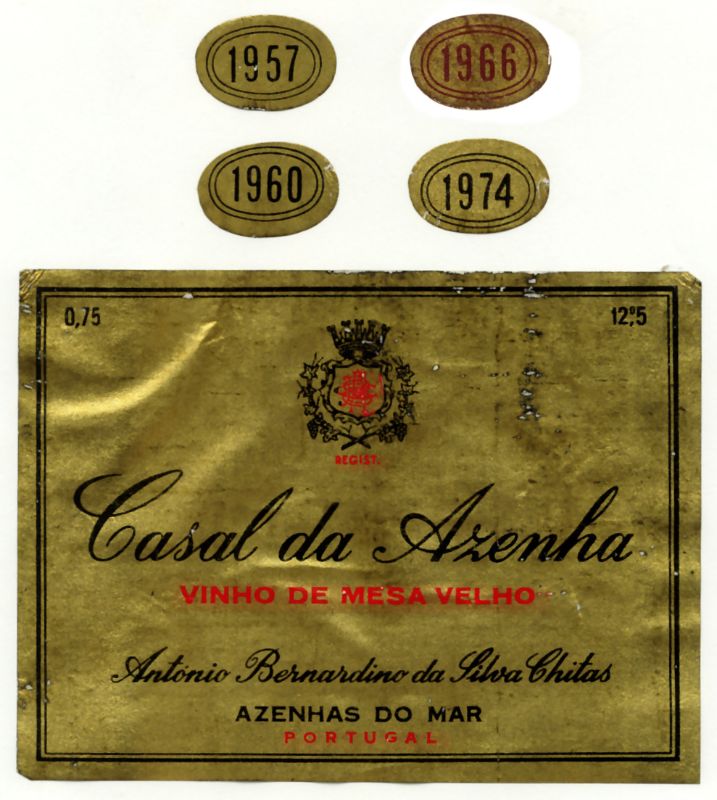 1957
1966
1960
1974
0,75
12º,5
REGIST.
Casal da Azenha
VINHO DE MESA VELHO
António Bernardino da Silva Chitas
AZENHAS DO MAR
PORTUGAL